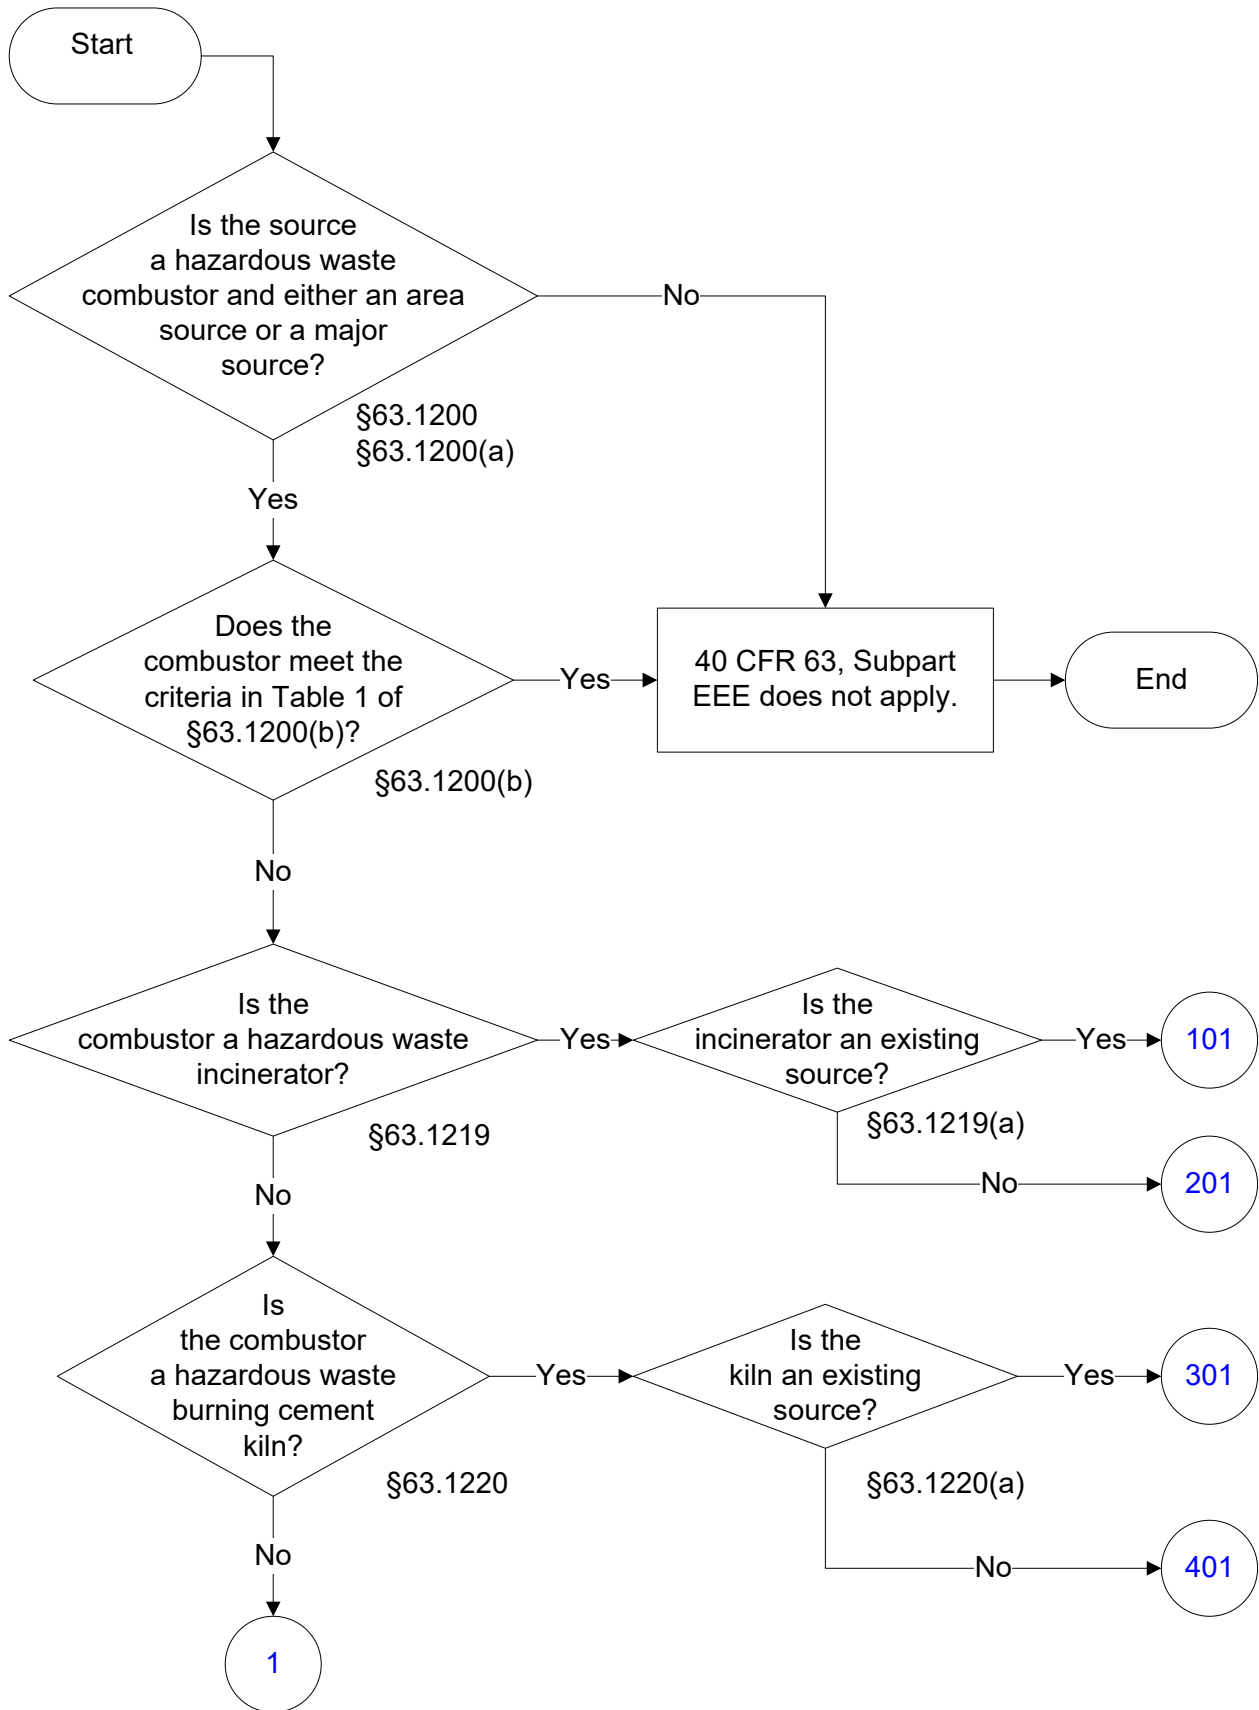 Start
Is the source
a hazardous waste
combustor and either an area
source or a major
source?
No
§63.1200
§63.1200(a)
Yes
Does the
combustor meet the
criteria in Table 1 of
§63.1200(b)?
Yes
40 CFR 63, Subpart
EEE does not apply.
End
§63.1200(b)
No
Is the
combustor a hazardous waste
incinerator?
Yes
Is the
incinerator an existing
source?
Yes
101
§63.1219
§63.1219(a)
No
201
No
Is
the combustor
a hazardous waste
burning cement
kiln?
Yes
Is the
kiln an existing
source?
Yes
301
§63.1220
§63.1220(a)
No
No
401
1